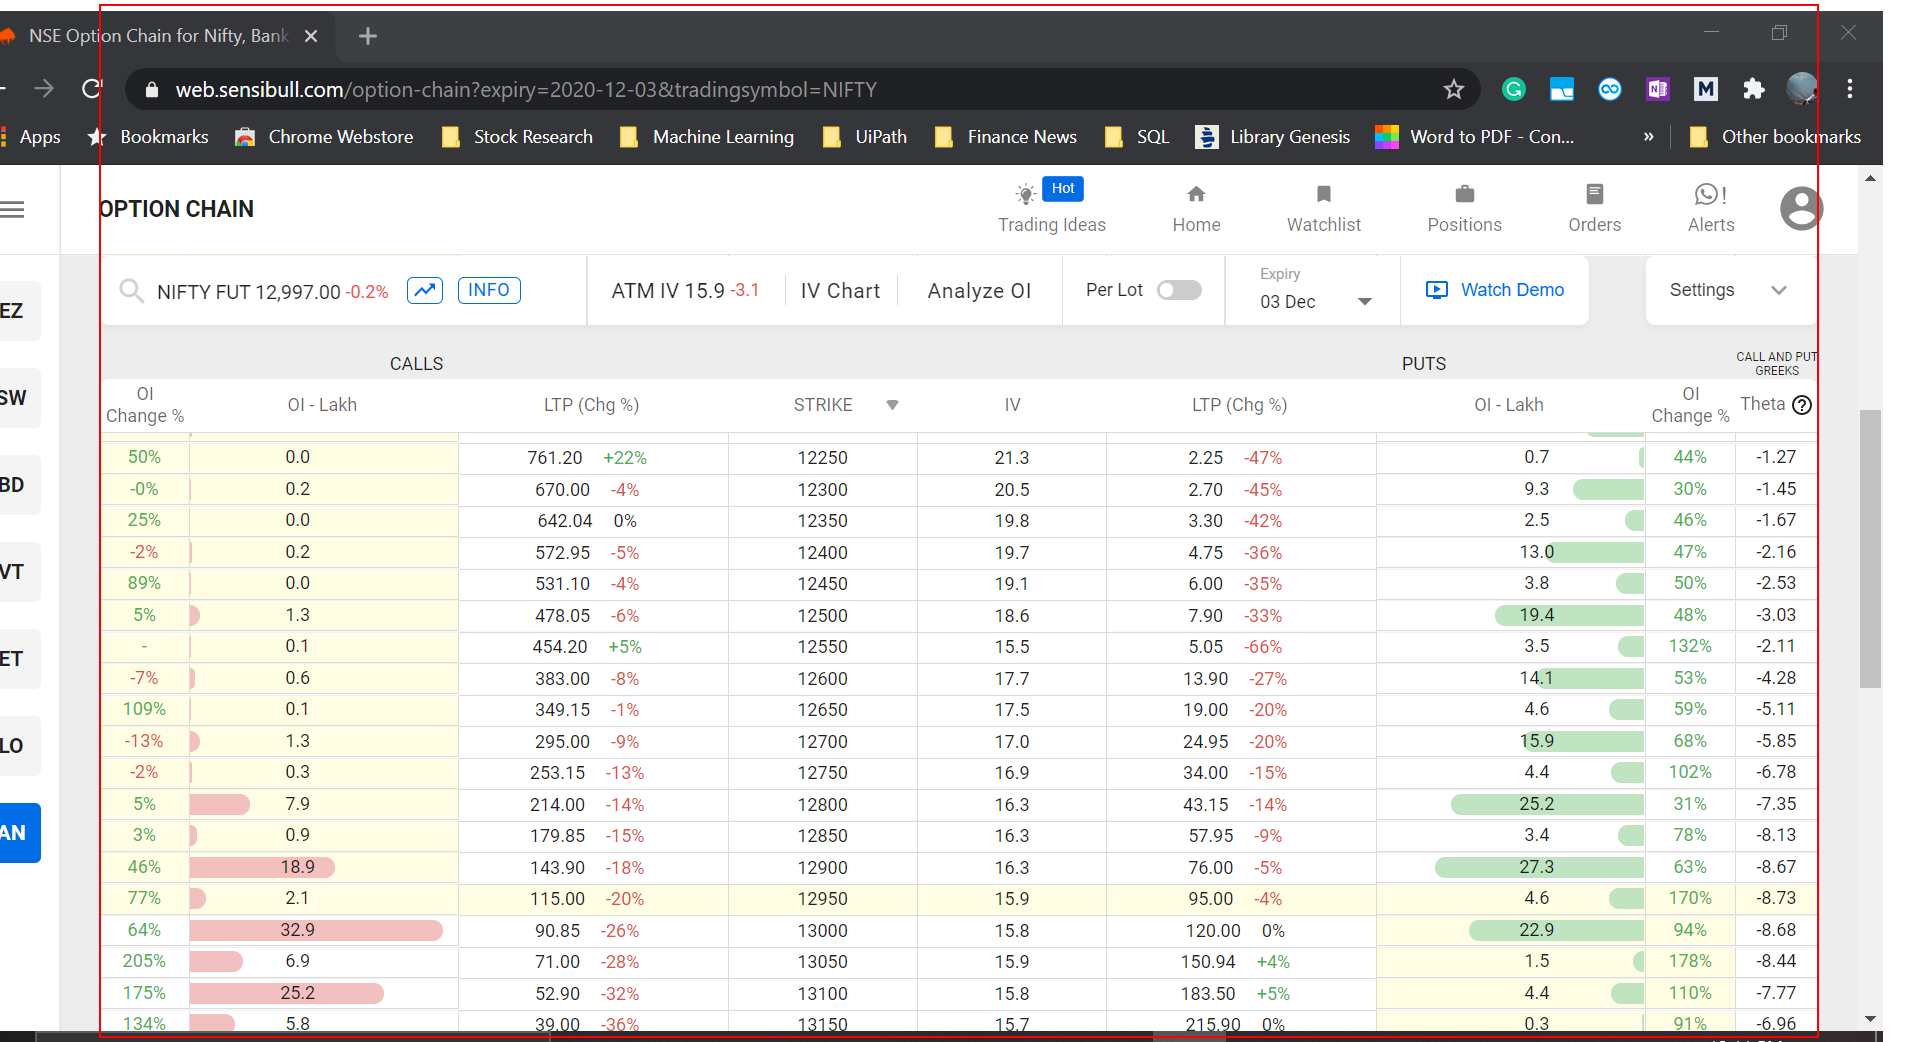 NSE Option Chain for Nifty, Bank
web.sensibull.com/option-chain?expiry=2020-12-03&tradingsymbol=NIFTY
Apps Bookmarks Chrome Webstore Stock Research Machine Learning UiPath Finance News SQL Library Genesis Word to PDF - Con... » Other bookmarks
OPTION CHAIN
Hot
Trading Ideas Home Watchlist Positions Orders Alerts
NIFTY FUT 12,997.00 -0.2% INFO ATM IV 15.9 -3.1 IV Chart Analyze OI Per Lot Expiry 03 Dec Watch Demo Settings
EZ
SW
BD
VT
ET
LO
AN
CALLS PUTS CALL AND PUT GREEKS
OI Change % OI - Lakh LTP (Chg %) STRIKE IV LTP (Chg %) OI - Lakh OI Change % Theta
50% 0.0 761.20 +22% 12250 21.3 2.25 -47% 0.7 44% -1.27
-0% 0.2 670.00 -4% 12300 20.5 2.70 -45% 9.3 30% -1.45
25% 0.0 642.04 0% 12350 19.8 3.30 -42% 2.5 46% -1.67
-2% 0.2 572.95 -5% 12400 19.7 4.75 -36% 13.0 47% -2.16
89% 0.0 531.10 -4% 12450 19.1 6.00 -35% 3.8 50% -2.53
5% 1.3 478.05 -6% 12500 18.6 7.90 -33% 19.4 48% -3.03
- 0.1 454.20 +5% 12550 15.5 5.05 -66% 3.5 132% -2.11
-7% 0.6 383.00 -8% 12600 17.7 13.90 -27% 14.1 53% -4.28
109% 0.1 349.15 -1% 12650 17.5 19.00 -20% 4.6 59% -5.11
-13% 1.3 295.00 -9% 12700 17.0 24.95 -20% 15.9 68% -5.85
-2% 0.3 253.15 -13% 12750 16.9 34.00 -15% 4.4 102% -6.78
5% 7.9 214.00 -14% 12800 16.3 43.15 -14% 25.2 31% -7.35
3% 0.9 179.85 -15% 12850 16.3 57.95 -9% 3.4 78% -8.13
46% 18.9 143.90 -18% 12900 16.3 76.00 -5% 27.3 63% -8.67
77% 2.1 115.00 -20% 12950 15.9 95.00 -4% 4.6 170% -8.73
64% 32.9 90.85 -26% 13000 15.8 120.00 0% 22.9 94% -8.68
205% 6.9 71.00 -28% 13050 15.9 150.94 +4% 1.5 178% -8.44
175% 25.2 52.90 -32% 13100 15.8 183.50 +5% 4.4 110% -7.77
134% 5.8 39.00 -36% 13150 15.7 215.90 0% 0.3 91% -6.96